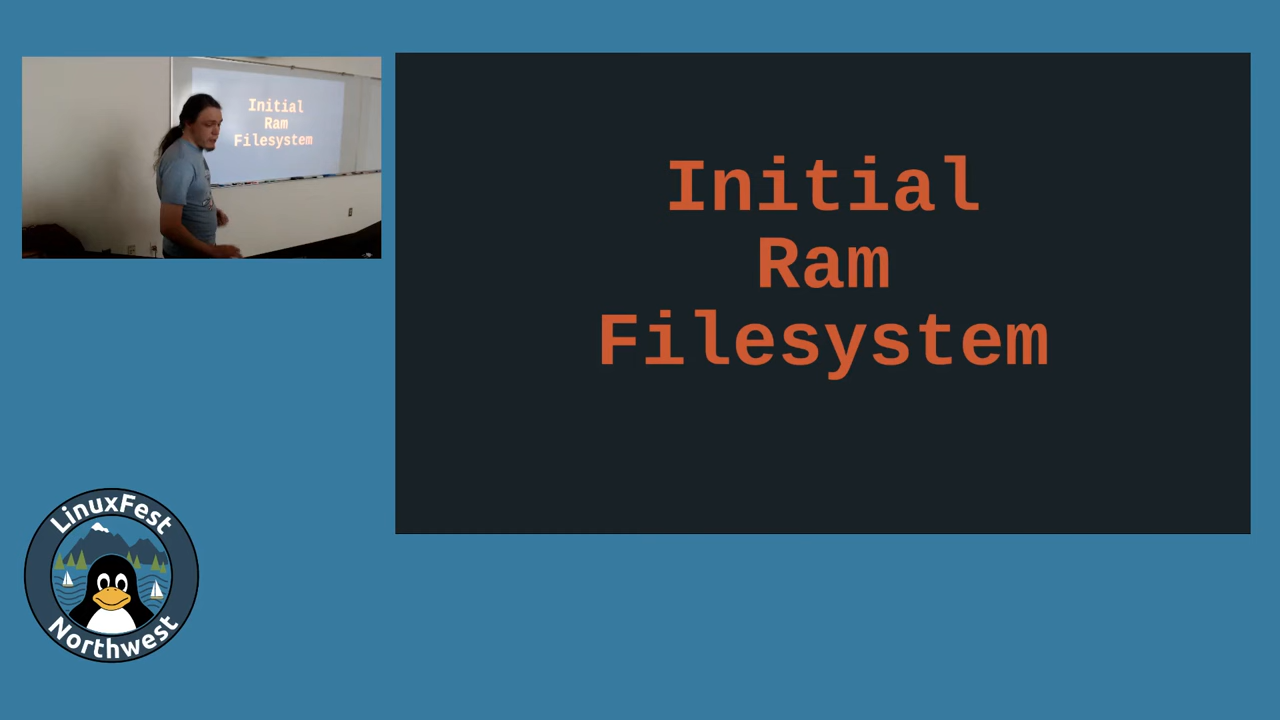 Initial
Ram
Filesystem
Initial
Ram
Filesystem
LinuxFest
Northwest